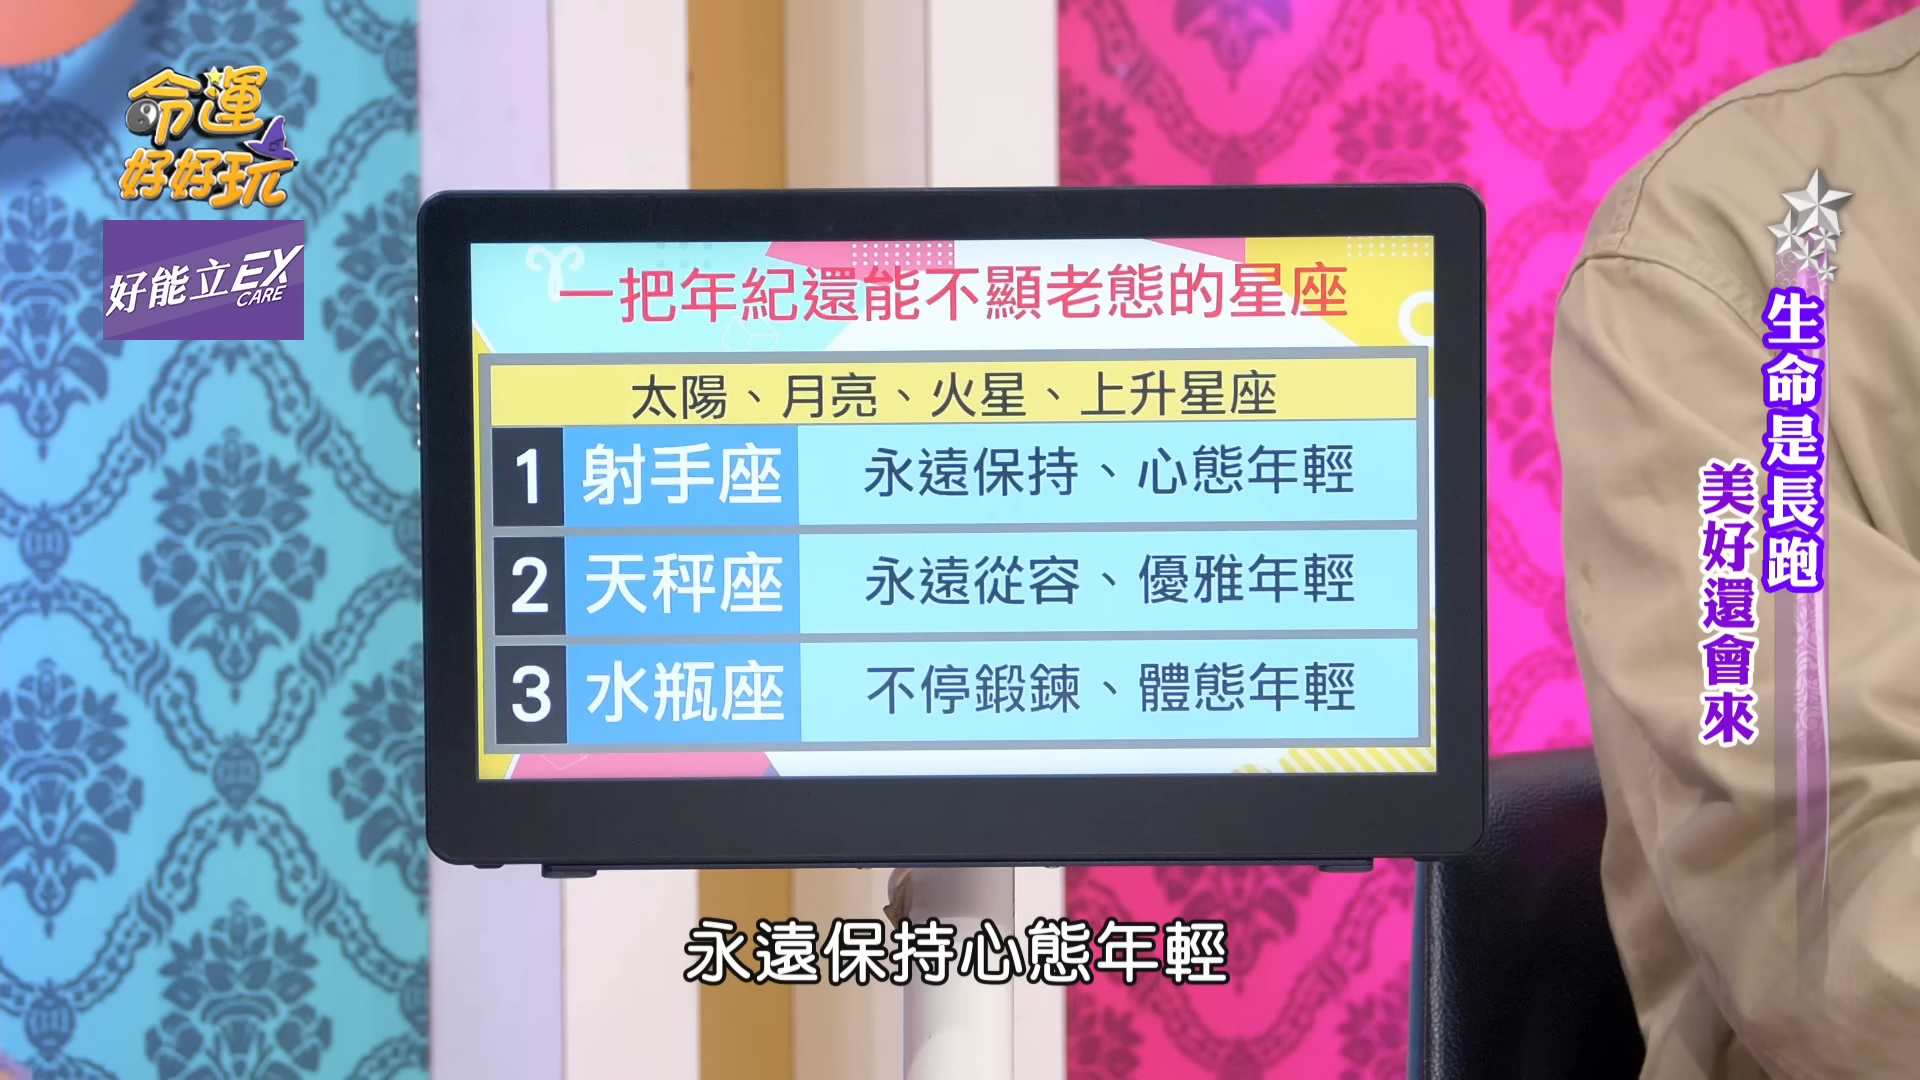 命運
好好玩
好能立EX
CARE
一把年紀還能不顯老態的星座
太陽、月亮、火星、上升星座
1 射手座 永遠保持、心態年輕
2 天秤座 永遠從容、優雅年輕
3 水瓶座 不停鍛鍊、體態年輕
生命是長跑
美好還會來
永遠保持心態年輕